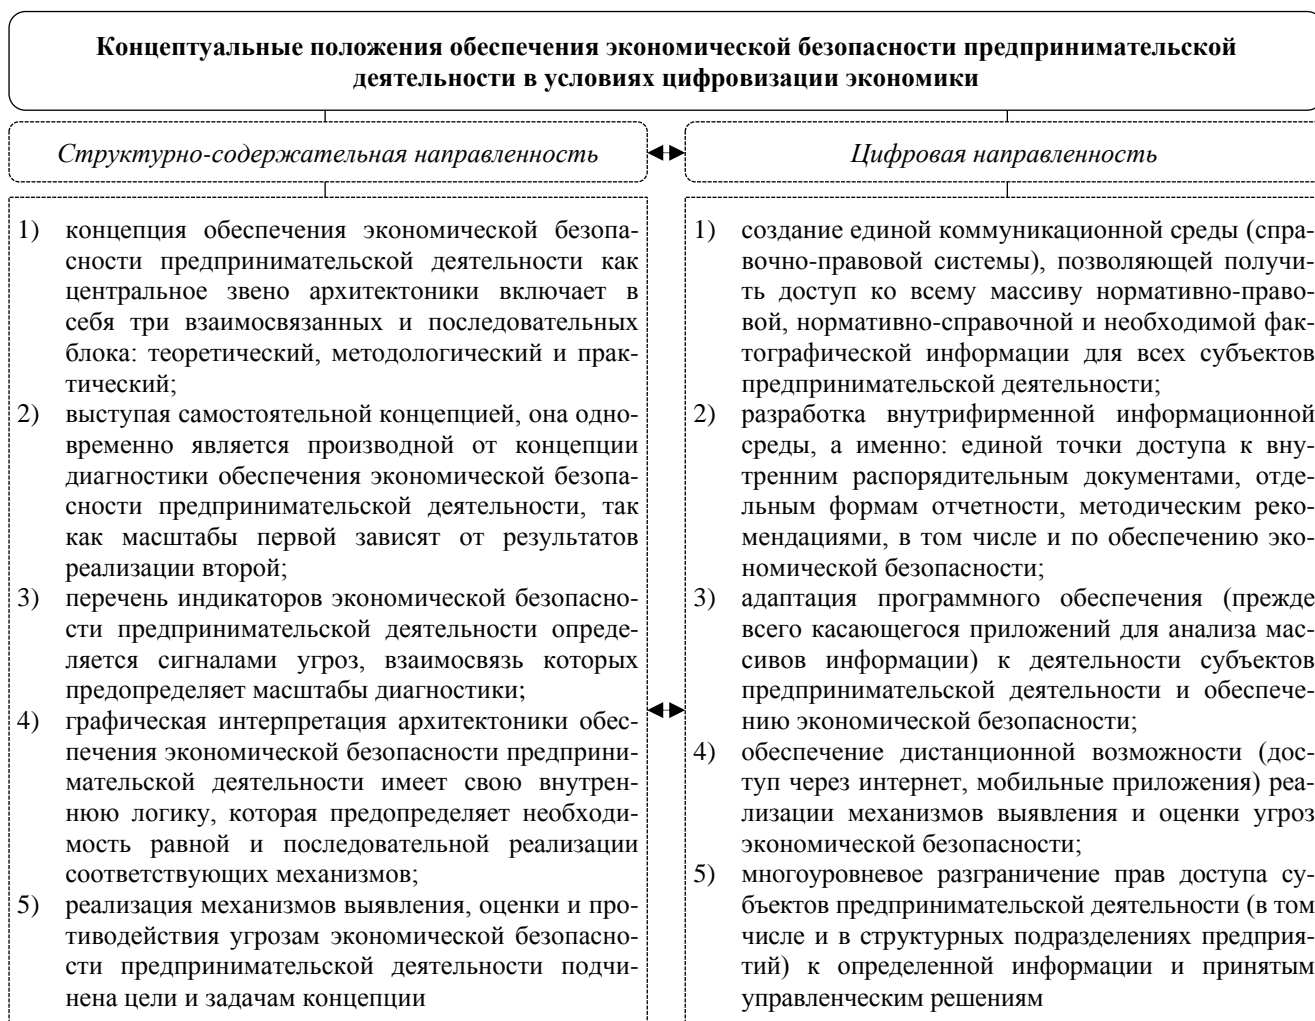 Концептуальные положения обеспечения экономической безопасности предпринимательской
деятельности в условиях цифровизации экономики
Структурно-содержательная направленность
Цифровая направленность
1) концепция обеспечения экономической безопа-
сности предпринимательской деятельности как
центральное звено архитектоники включает в
себя три взаимосвязанных и последовательных
блока: теоретический, методологический и прак-
тический;
2) выступая самостоятельной концепцией, она одно-
временно является производной от концепции
диагностики обеспечения экономической безопа-
сности предпринимательской деятельности, так
как масштабы первой зависят от результатов
реализации второй;
3) перечень индикаторов экономической безопасно-
сти предпринимательской деятельности опреде-
ляется сигналами угроз, взаимосвязь которых
предопределяет масштабы диагностики;
4) графическая интерпретация архитектоники обес-
печения экономической безопасности предприни-
мательской деятельности имеет свою внутрен-
нюю логику, которая предопределяет необходи-
мость равной и последовательной реализации
соответствующих механизмов;
5) реализация механизмов выявления, оценки и про-
тиводействия угрозам экономической безопасно-
сти предпринимательской деятельности подчи-
нена цели и задачам концепции
1) создание единой коммуникационной среды (спра-
вочно-правовой системы), позволяющей получи-
ть доступ ко всему массиву нормативно-право-
вой, нормативно-справочной и необходимой фак-
тографической информации для всех субъектов
предпринимательской деятельности;
2) разработка внутрифирменной информационной
среды, а именно: единой точки доступа к вну-
тренним распорядительным документами, отде-
льным формам отчетности, методическим реко-
мендациями, в том числе и по обеспечению эко-
номической безопасности;
3) адаптация программного обеспечения (прежде
всего касающегося приложений для анализа мас-
сивов информации) к деятельности субъектов
предпринимательской деятельности и обеспече-
нию экономической безопасности;
4) обеспечение дистанционной возможности (дос-
туп через интернет, мобильные приложения) реа-
лизации механизмов выявления и оценки угроз
экономической безопасности;
5) многоуровневое разграничение прав доступа су-
бъектов предпринимательской деятельности (в том
числе и в структурных подразделениях предприя-
тий) к определенной информации и принятым
управленческим решениям